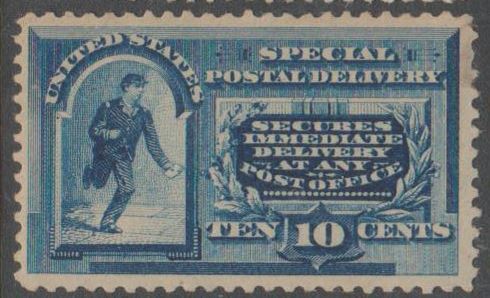 UNITED STATES
SPECIAL
POSTAL DELIVERY
SECURES
IMMEDIATE
DELIVERY
AT ANY
POST OFFICE
TEN 10 CENTS